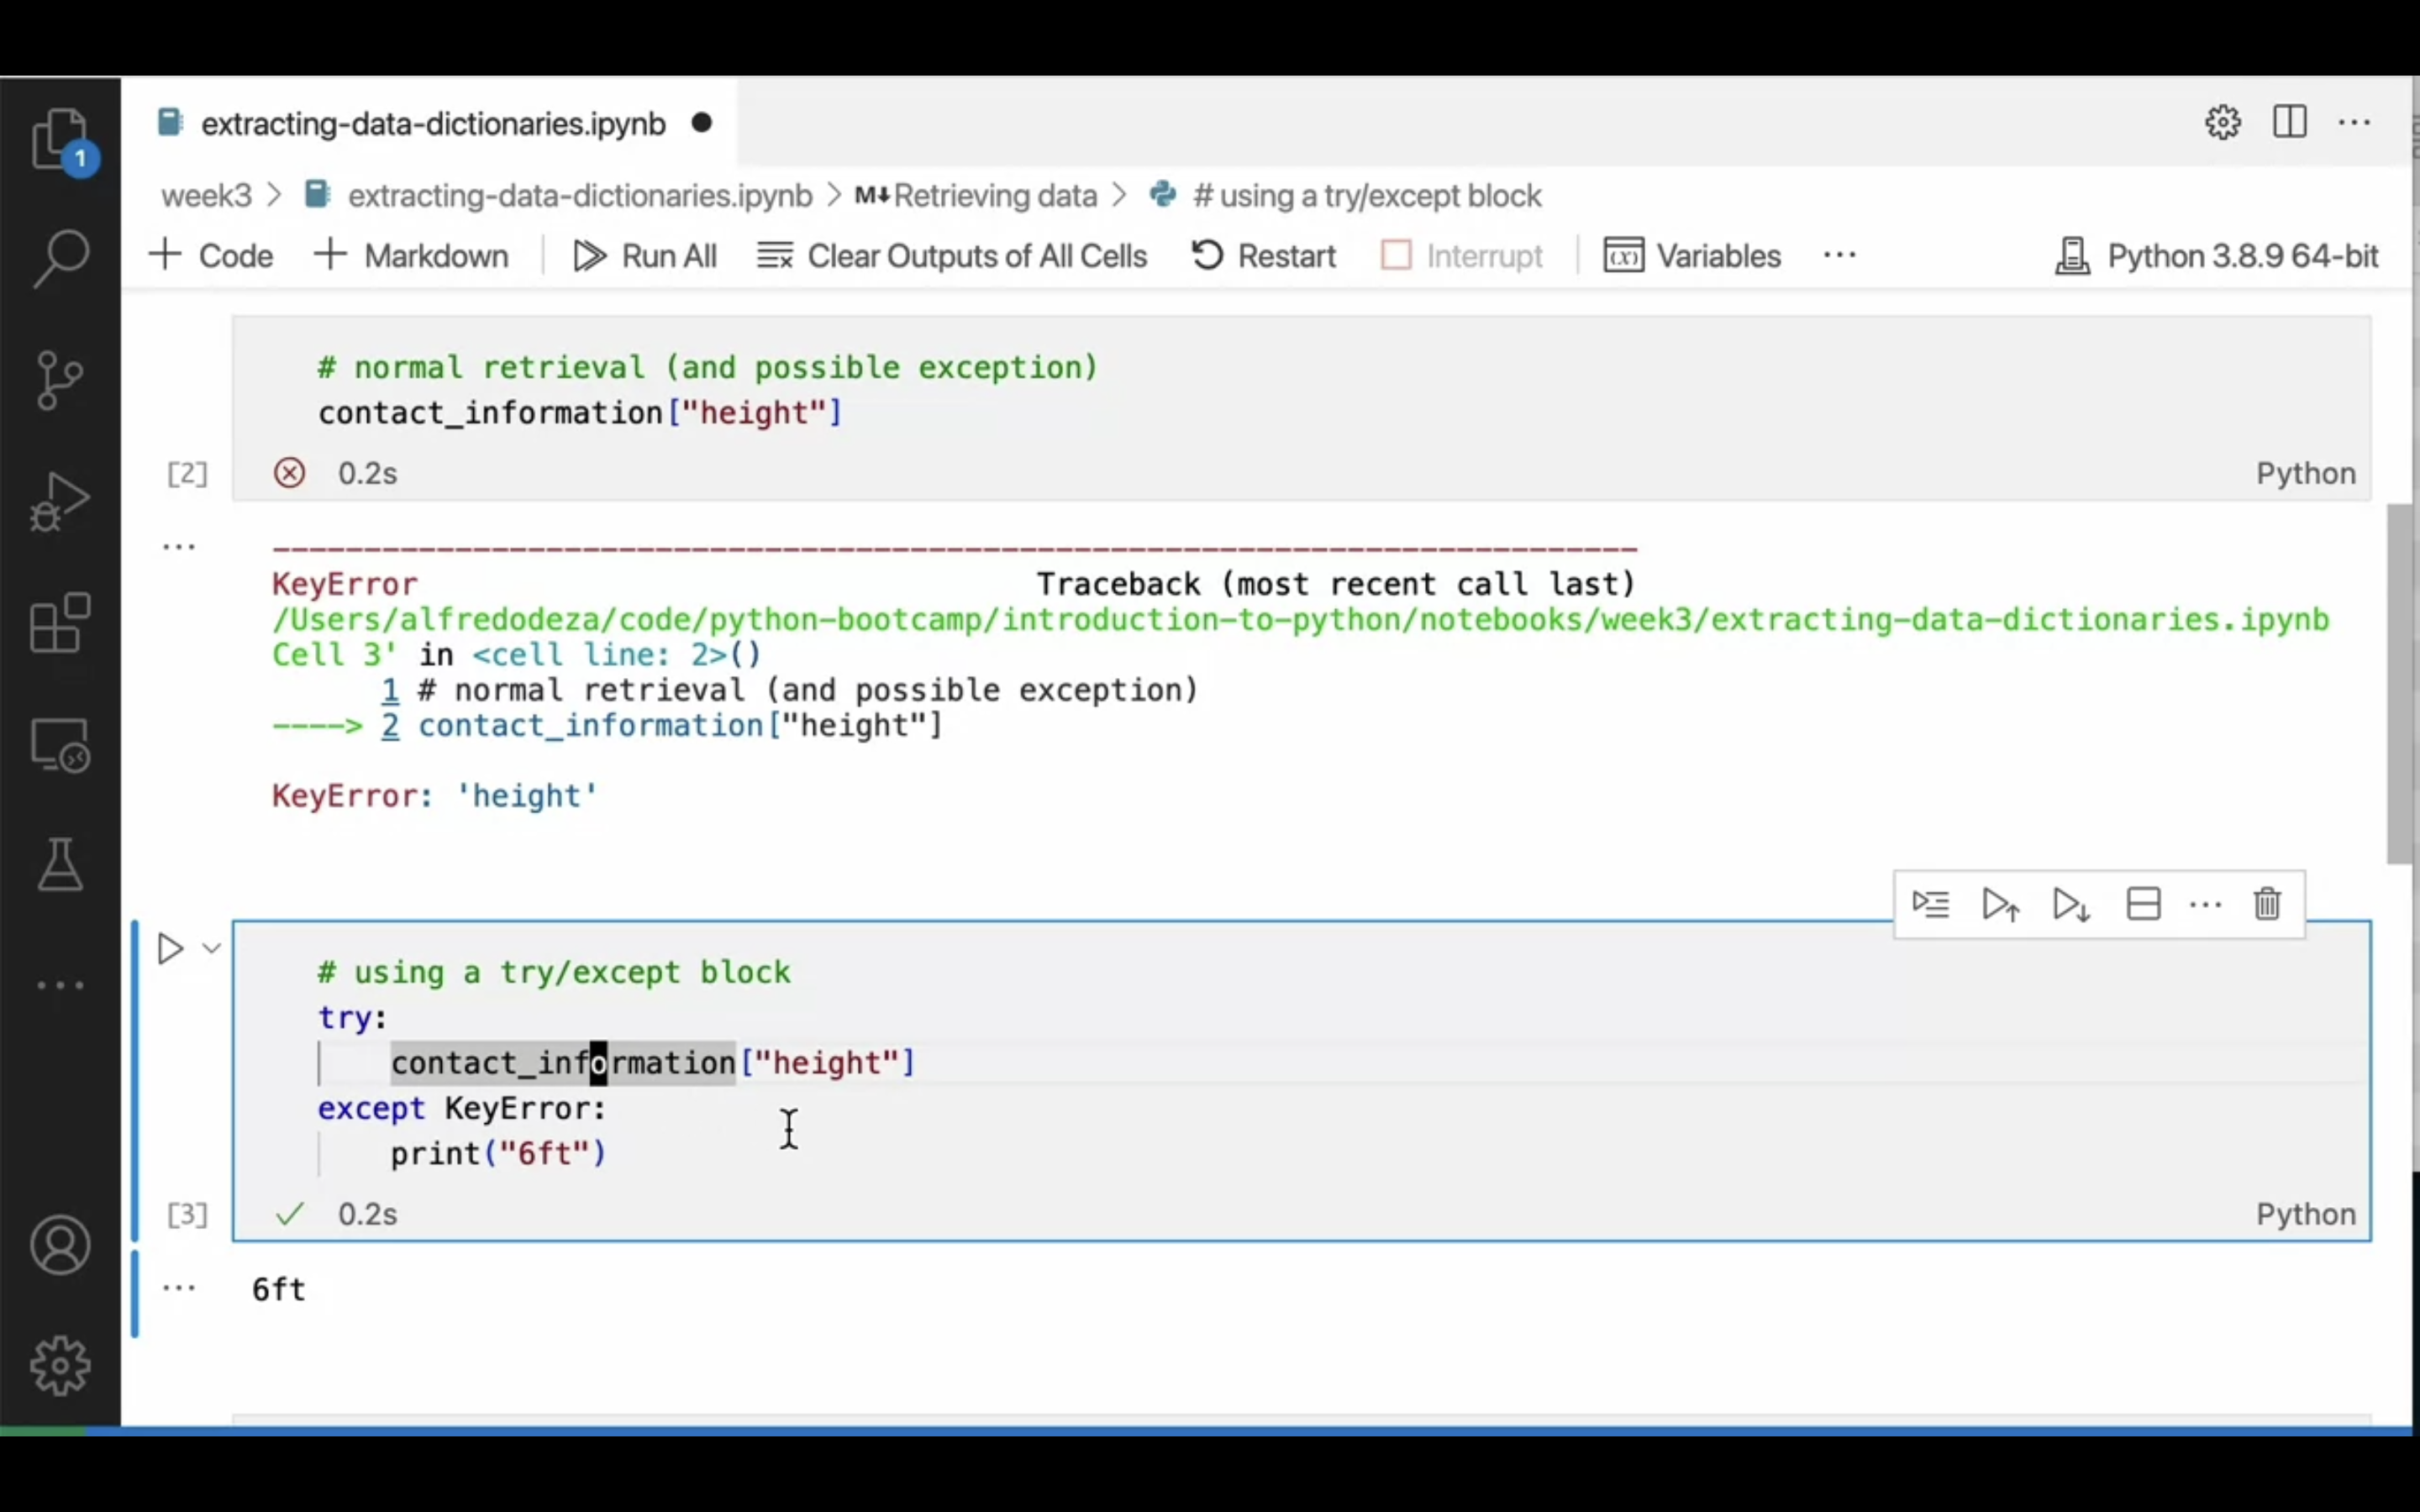 extracting-data-dictionaries.ipynb
1
week3 > extracting-data-dictionaries.ipynb > M↓Retrieving data > # using a try/except block
+ Code + Markdown Run All Clear Outputs of All Cells Restart Interrupt (x) Variables ... Python 3.8.9 64-bit
# normal retrieval (and possible exception)
contact_information["height"]
[2] 0.2s Python
---------------------------------------------------------------------------
KeyError Traceback (most recent call last)
/Users/alfredodeza/code/python-bootcamp/introduction-to-python/notebooks/week3/extracting-data-dictionaries.ipynb
Cell 3' in <cell line: 2>()
1 # normal retrieval (and possible exception)
----> 2 contact_information["height"]
KeyError: 'height'
# using a try/except block
try:
contact_information["height"]
except KeyError:
print("6ft")
[3] 0.2s Python
6ft